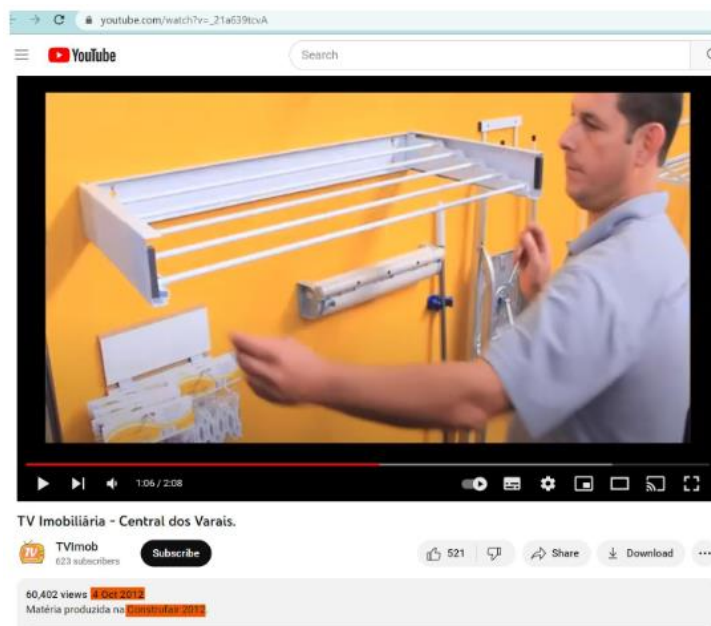 youtube.com/watch?v=_21a639tcvA
YouTube
Search
1:06 / 2:08
TV Imobiliária - Central dos Varais.
TV
TVImob
623 subscribers
Subscribe
521
Share
Download
60,402 views 4 Oct 2012
Matéria produzida na Construfair 2012